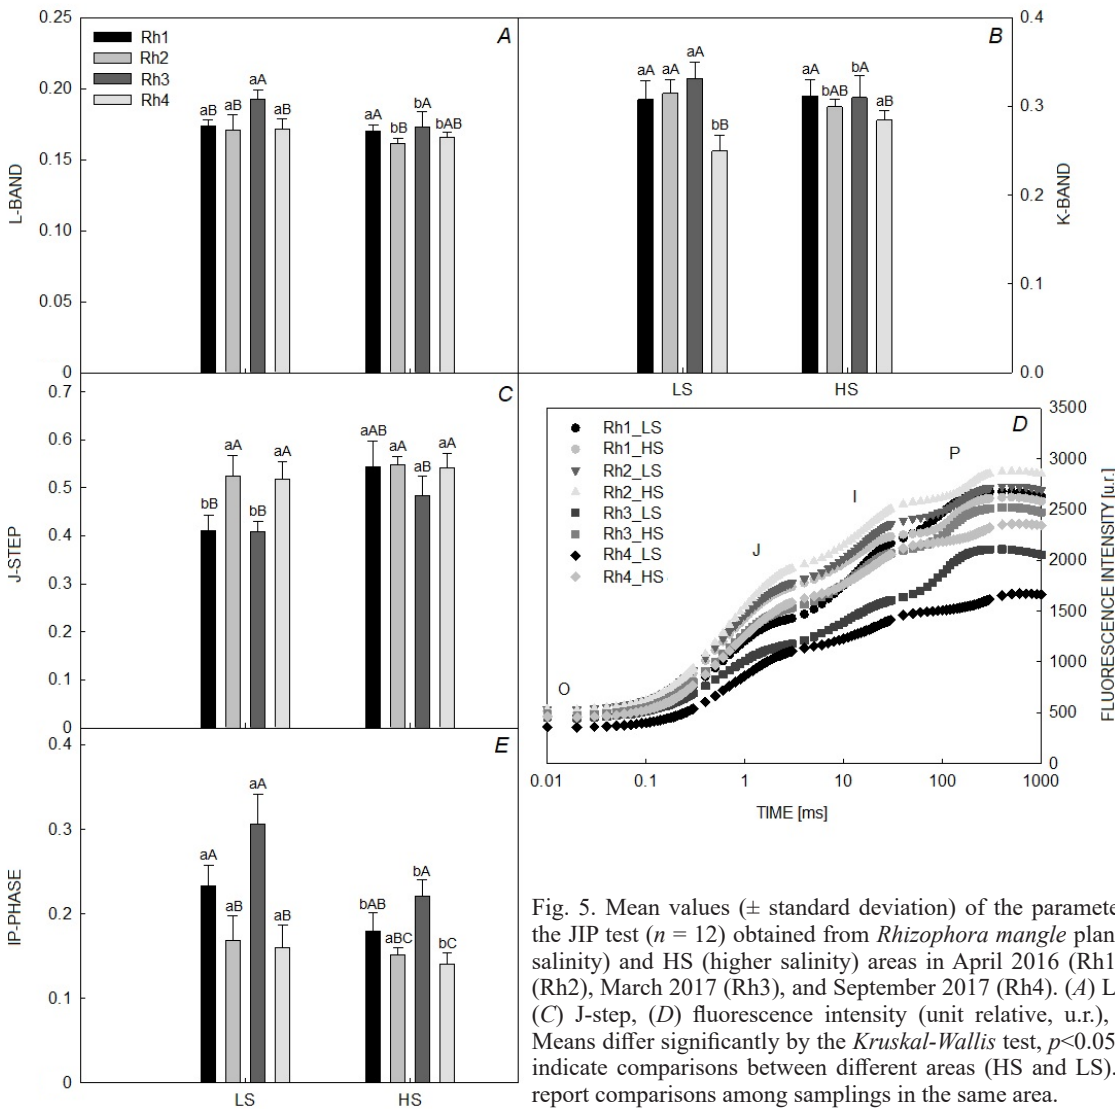 0.25
0.20
0.15
0.10
0.05
0
L-BAND
Rh1
Rh2
Rh3
Rh4
A
aB
aB
aA
aB
aA
bB
bA
bAB
B
aA
aA
aA
bB
aA
bAB
bA
aB
0.4
0.3
0.2
0.1
0.0
K-BAND
LS
HS
0.7
0.6
0.5
0.4
0.3
0.2
0.1
0
J-STEP
C
bB
aA
bB
aA
aAB
aA
aB
aA
D
Rh1_LS
Rh1_HS
Rh2_LS
Rh2_HS
Rh3_LS
Rh3_HS
Rh4_LS
Rh4_HS
O
J
I
P
3500
3000
2500
2000
1500
1000
500
0
FLUORESCENCE INTENSITY [u.r.]
0.01
0.1
1
10
100
1000
TIME [ms]
0.4
0.3
0.2
0.1
0
IP-PHASE
E
aA
aB
aA
aB
bAB
aBC
bA
bC
LS
HS
Fig. 5. Mean values (± standard deviation) of the paramete
the JIP test (n = 12) obtained from Rhizophora mangle plan
salinity) and HS (higher salinity) areas in April 2016 (Rh1
(Rh2), March 2017 (Rh3), and September 2017 (Rh4). (A) L
(C) J-step, (D) fluorescence intensity (unit relative, u.r.),
Means differ significantly by the Kruskal-Wallis test, p<0.05
indicate comparisons between different areas (HS and LS).
report comparisons among samplings in the same area.